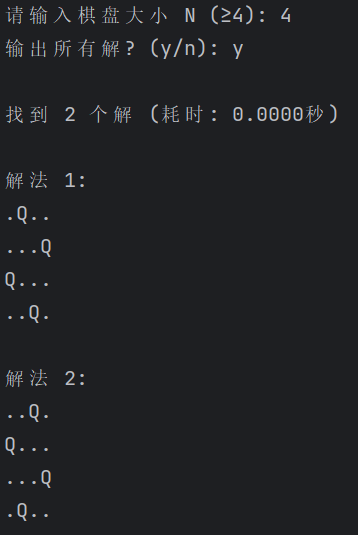 请输入棋盘大小 N (≥4): 4
输出所有解? (y/n): y
找到 2 个解 (耗时: 0.0000秒)
解法 1:
.Q..
...Q
Q...
..Q.
解法 2:
..Q.
Q...
...Q
.Q..